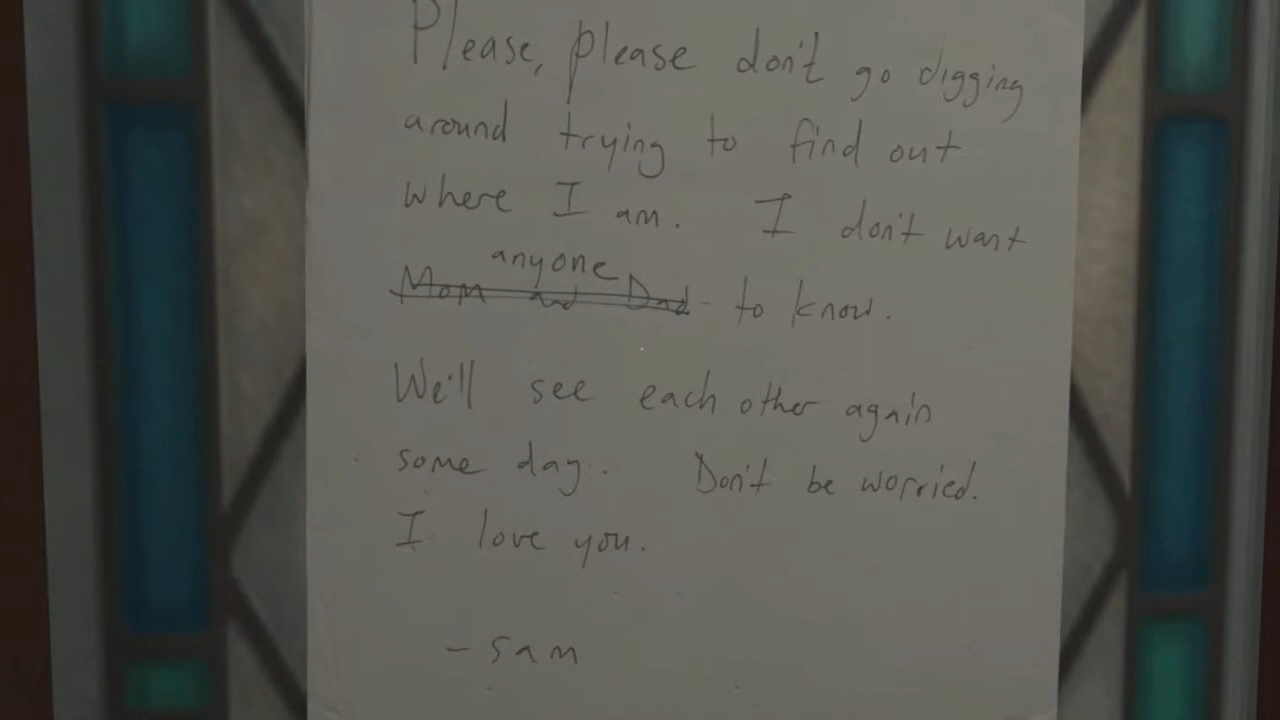 Please, please don't go digging
around trying to find out
where I am. I don't want
anyone
Mom and Dad to know.
We'll see each other again
some day. Don't be worried.
I love you.
- Sam